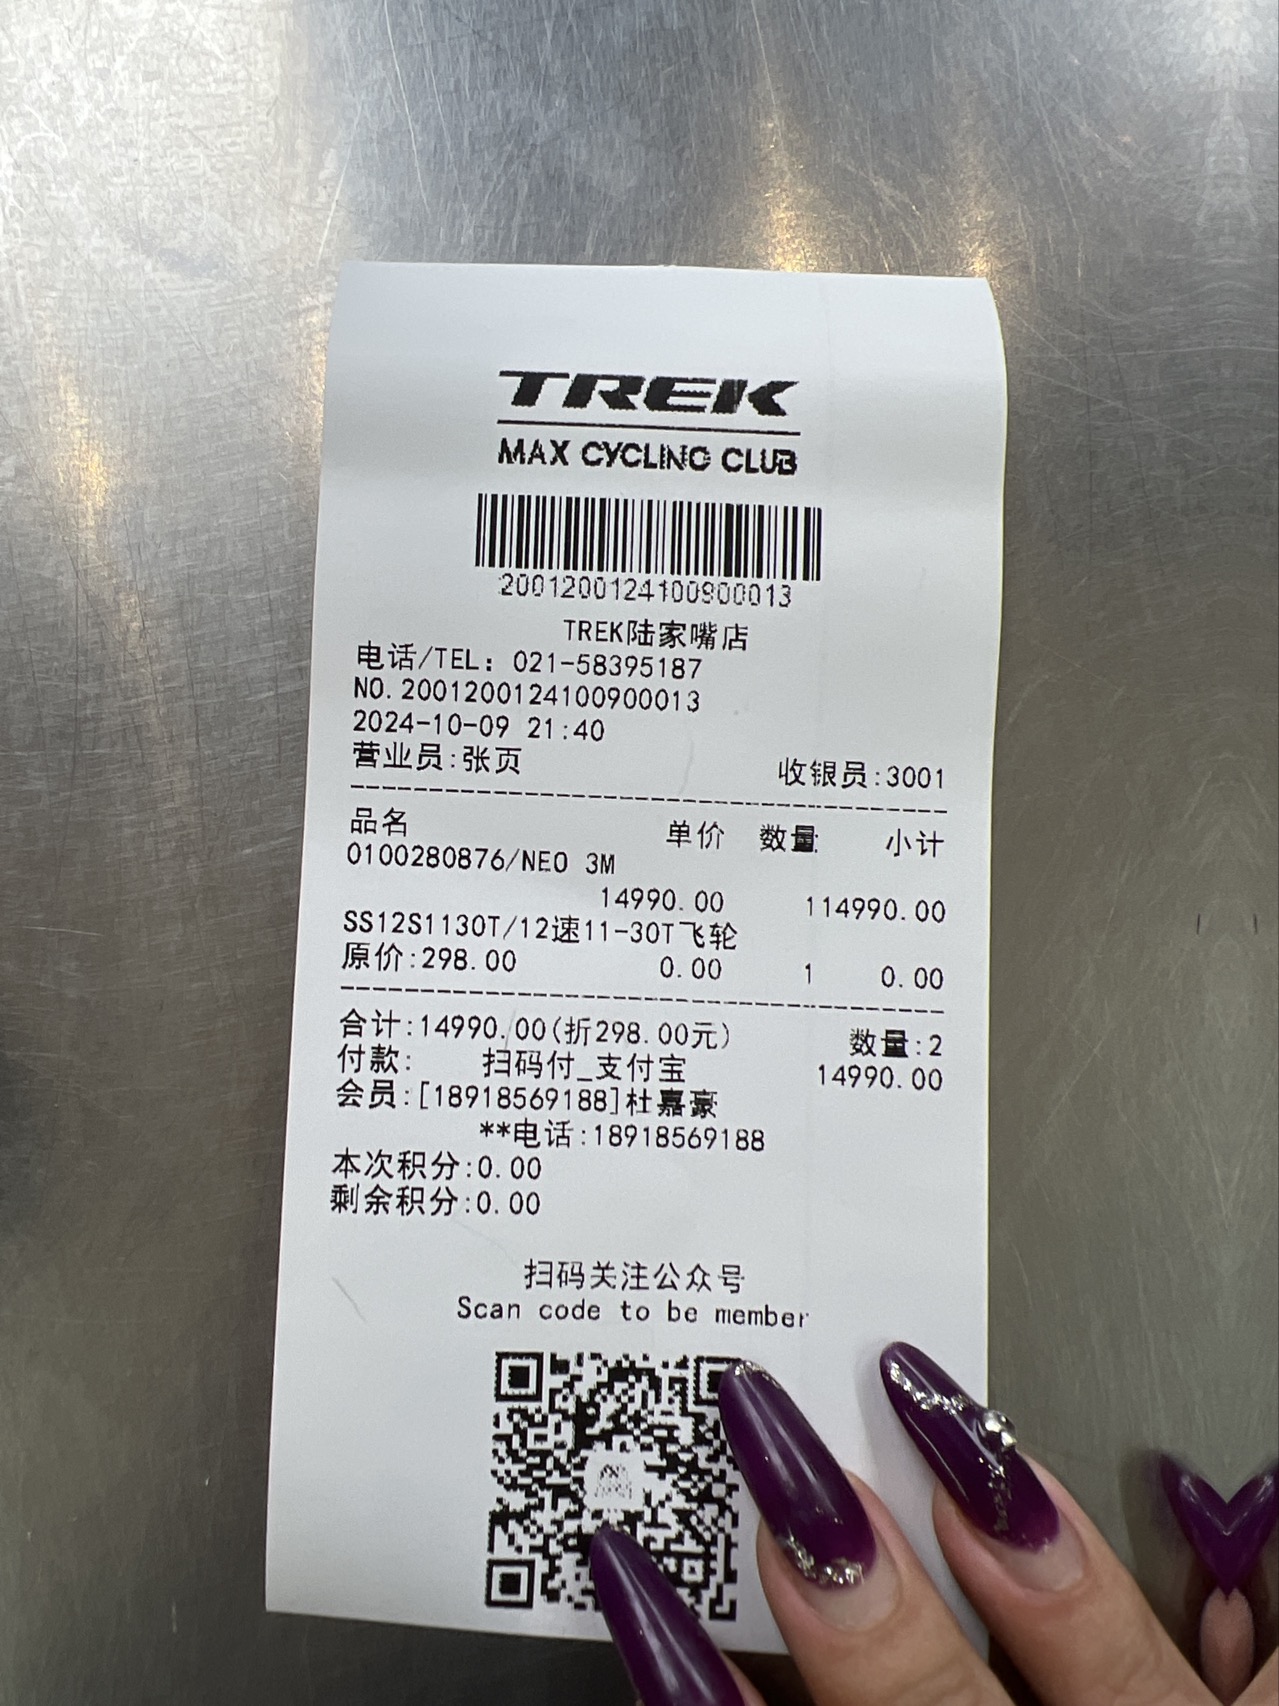 TREK
MAX CYCLING CLUB
2001200124100900013
TREK陆家嘴店
电话/TEL: 021-58395187
NO.2001200124100900013
2024-10-09 21:40
营业员:张页 收银员:3001
品名 单价 数量 小计
0100280876/NEO 3M
14990.00 114990.00
SS12S1130T/12速11-30T飞轮
原价:298.00 0.00 1 0.00
合计:14990.00(折298.00元) 数量:2
付款: 扫码付_支付宝 14990.00
会员:[18918569188]杜嘉豪
**电话:18918569188
本次积分:0.00
剩余积分:0.00
扫码关注公众号
Scan code to be member